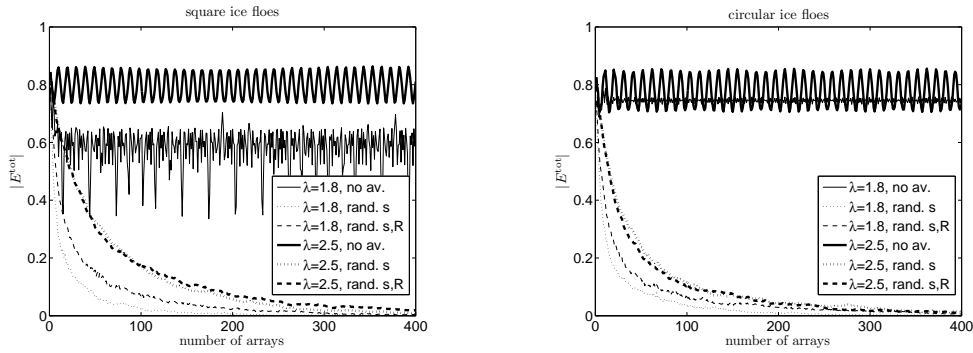 square ice floes
1
0.8
0.6
0.4
0.2
0
|E^tot|
0 100 200 300 400
number of arrays
λ=1.8, no av.
λ=1.8, rand. s
λ=1.8, rand. s,R
λ=2.5, no av.
λ=2.5, rand. s
λ=2.5, rand. s,R
circular ice floes
1
0.8
0.6
0.4
0.2
0
|E^tot|
0 100 200 300 400
number of arrays
λ=1.8, no av.
λ=1.8, rand. s
λ=1.8, rand. s,R
λ=2.5, no av.
λ=2.5, rand. s
λ=2.5, rand. s,R